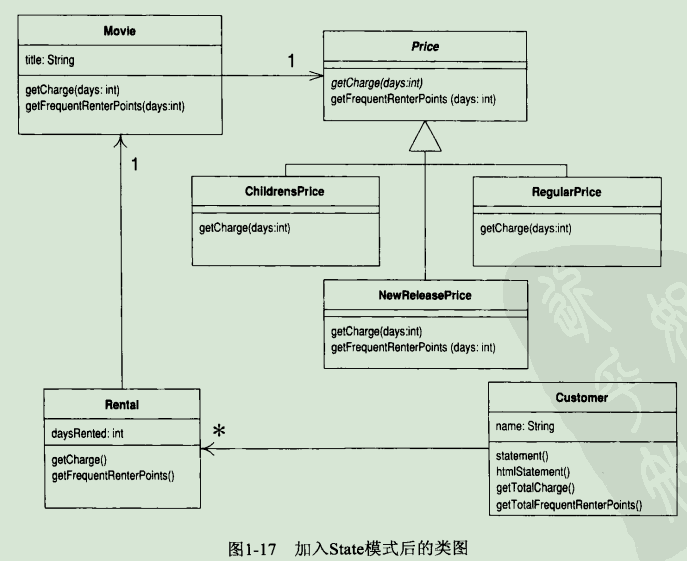 Movie
title: String
getCharge(days: int)
getFrequentRenterPoints(days:int)
1
Price
getCharge(days:int)
getFrequentRenterPoints (days: int)
1
ChildrensPrice
getCharge(days:int)
RegularPrice
getCharge(days:int)
NewReleasePrice
getCharge(days:int)
getFrequentRenterPoints (days: int)
Rental
daysRented: int
getCharge()
getFrequentRenterPoints()
*
Customer
name: String
statement()
htmlStatement()
getTotalCharge()
getTotalFrequentRenterPoints()
图1-17 加入State模式后的类图